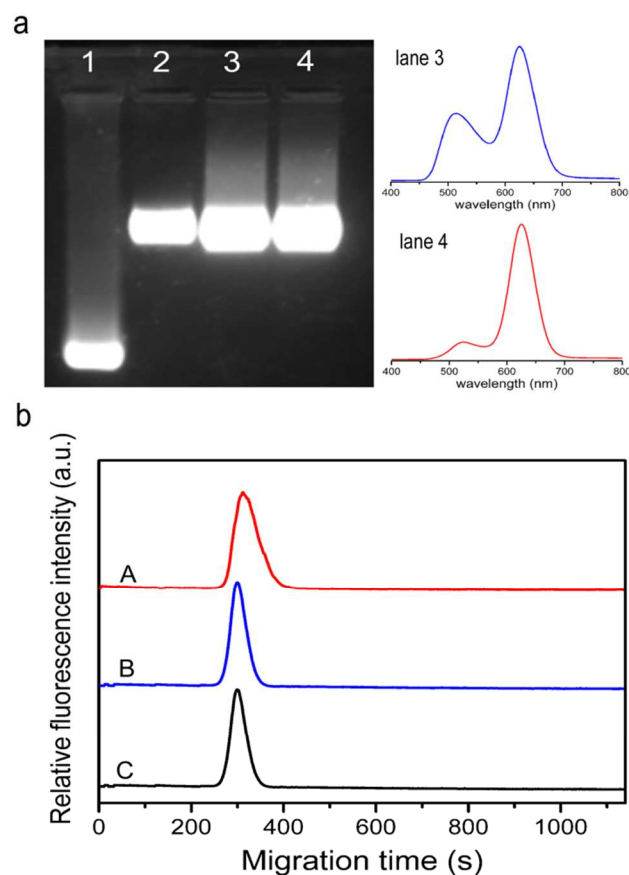 a
1 2 3 4
lane 3
400 500 600 700 800
wavelength (nm)
lane 4
400 500 600 700 800
wavelength (nm)
b
Relative fluorescence intensity (a.u.)
A
B
C
0 200 400 600 800 1000
Migration time (s)